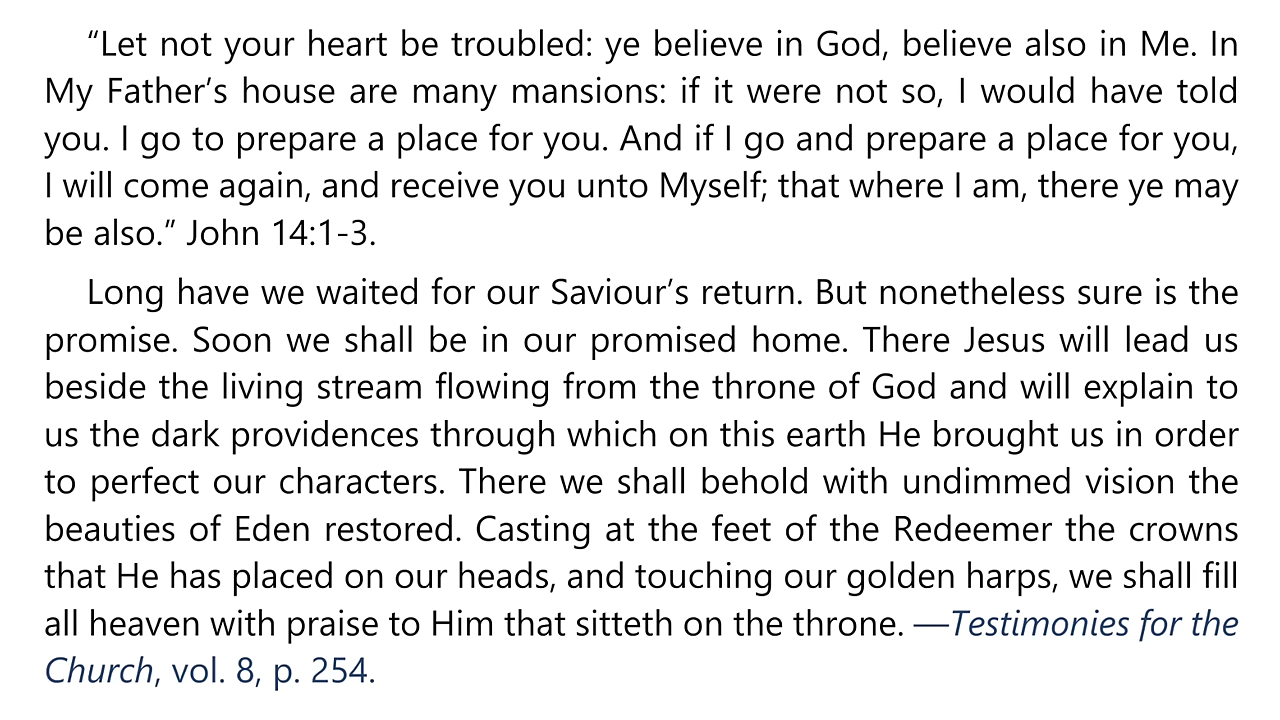 “Let not your heart be troubled: ye believe in God, believe also in Me. In
My Father’s house are many mansions: if it were not so, I would have told
you. I go to prepare a place for you. And if I go and prepare a place for you,
I will come again, and receive you unto Myself; that where I am, there ye may
be also.” John 14:1-3.
Long have we waited for our Saviour’s return. But nonetheless sure is the
promise. Soon we shall be in our promised home. There Jesus will lead us
beside the living stream flowing from the throne of God and will explain to
us the dark providences through which on this earth He brought us in order
to perfect our characters. There we shall behold with undimmed vision the
beauties of Eden restored. Casting at the feet of the Redeemer the crowns
that He has placed on our heads, and touching our golden harps, we shall fill
all heaven with praise to Him that sitteth on the throne. —Testimonies for the
Church, vol. 8, p. 254.